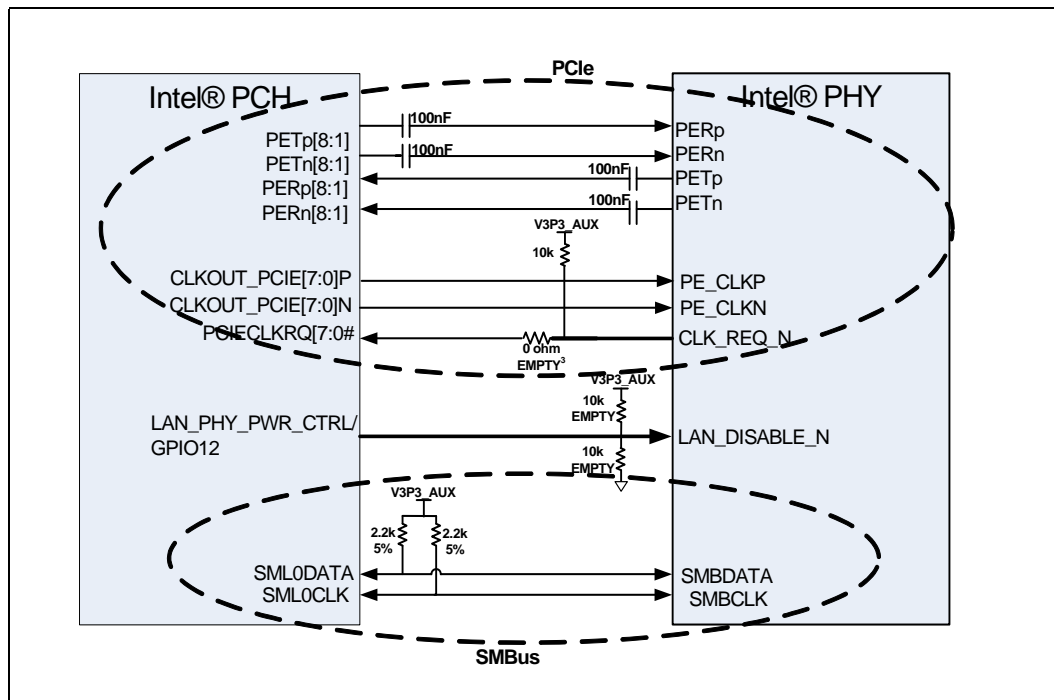 PCIe
Intel® PCH
Intel® PHY
100nF
PETp[8:1]
PERp
100nF
PETn[8:1]
PERn
100nF
PERp[8:1]
PETp
100nF
PERn[8:1]
PETn
V3P3_AUX
10k
CLKOUT_PCIE[7:0]P
PE_CLKP
CLKOUT_PCIE[7:0]N
PE_CLKN
PCIECLKRQ[7:0#
CLK_REQ_N
0 ohm
EMPTY³
V3P3_AUX
10k
EMPTY
LAN_PHY_PWR_CTRL/
GPIO12
LAN_DISABLE_N
10k
EMPTY
V3P3_AUX
2.2k
5%
2.2k
5%
SML0DATA
SMBDATA
SML0CLK
SMBCLK
SMBus